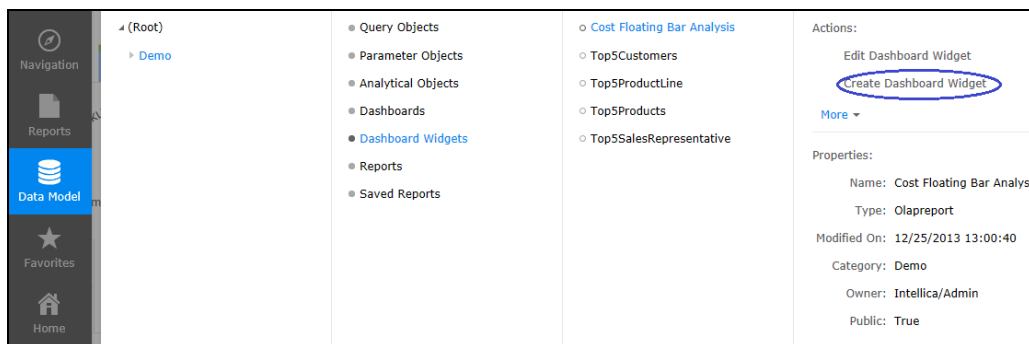 Navigation
Reports
Data Model
Favorites
Home
(Root)
Demo
Query Objects
Parameter Objects
Analytical Objects
Dashboards
Dashboard Widgets
Reports
Saved Reports
Cost Floating Bar Analysis
Top5Customers
Top5ProductLine
Top5Products
Top5SalesRepresentative
Actions:
Edit Dashboard Widget
Create Dashboard Widget
More
Properties:
Name: Cost Floating Bar Analys
Type: Olapreport
Modified On: 12/25/2013 13:00:40
Category: Demo
Owner: Intellica/Admin
Public: True